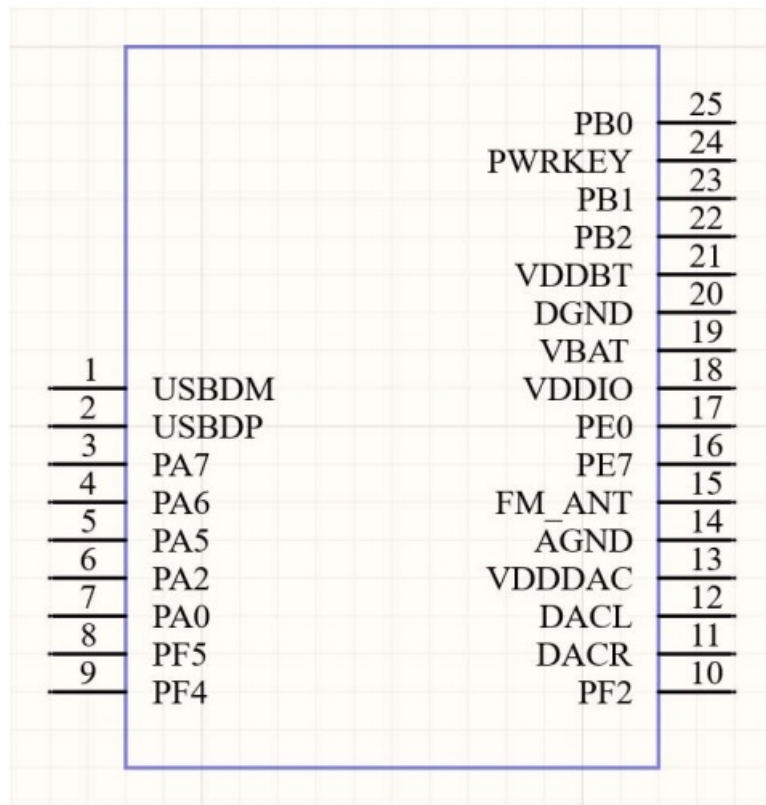 25
PB0
24
PWRKEY
23
PB1
22
PB2
21
VDDBT
20
DGND
19
VBAT
1 18
USBDM VDDIO
2 17
USBDP PE0
3 16
PA7 PE7
4 15
PA6 FM_ANT
5 14
PA5 AGND
6 13
PA2 VDDDAC
7 12
PA0 DACL
8 11
PF5 DACR
9 10
PF4 PF2